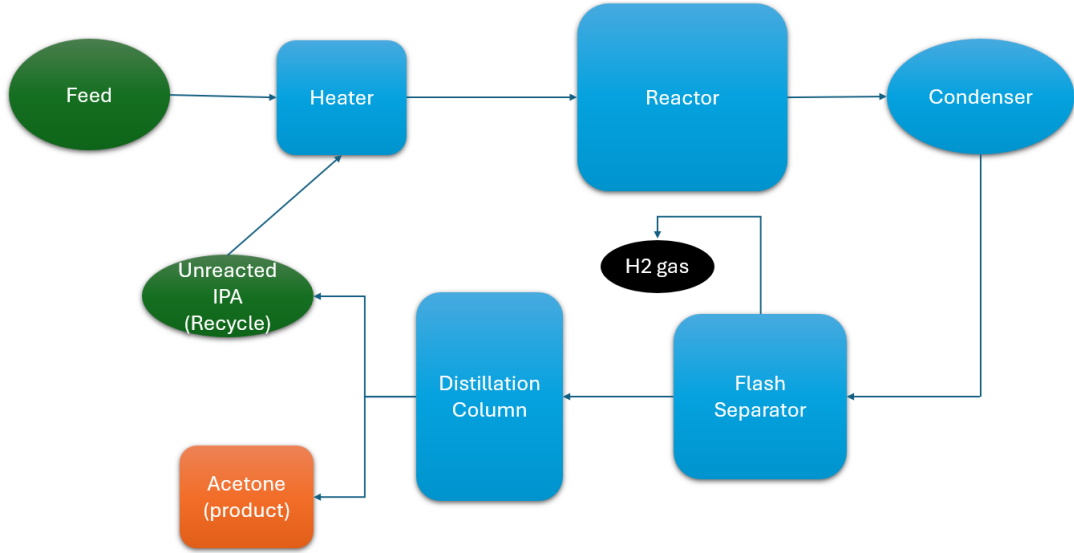 Feed
Heater
Reactor
Condenser
H2 gas
Unreacted
IPA
(Recycle)
Distillation
Column
Flash
Separator
Acetone
(product)